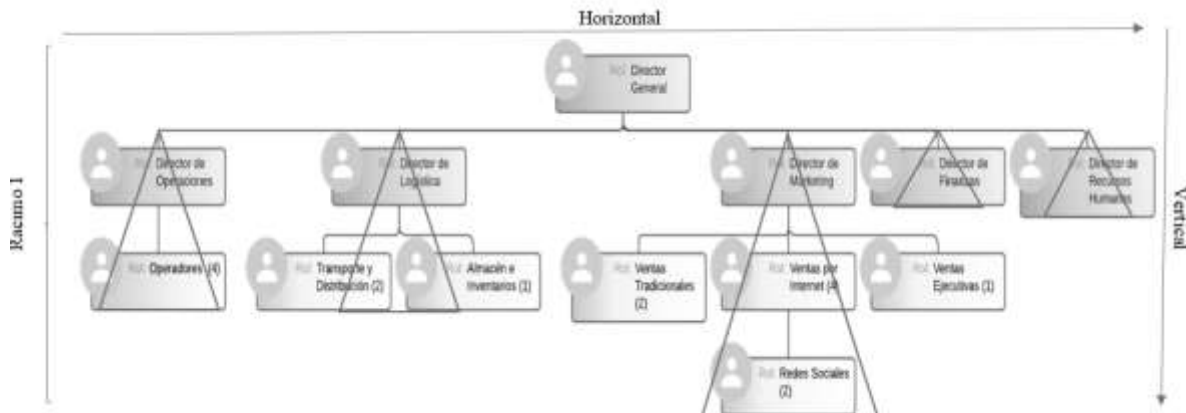 Horizontal
Rol: Director
General
Rol: Director de
Operaciones
Rol: Director de
Logística
Rol: Director de
Marketing
Rol: Director de
Finanzas
Rol: Director de
Recursos
Humanos
Racimo 1
Vertical
Rol: Operadores (4)
Rol: Transporte y
Distribución (2)
Rol: Almacén e
Inventarios (1)
Rol: Ventas
Tradicionales
(2)
Rol: Ventas por
Internet (4)
Rol: Ventas
Ejecutivas (1)
Rol: Redes Sociales
(2)